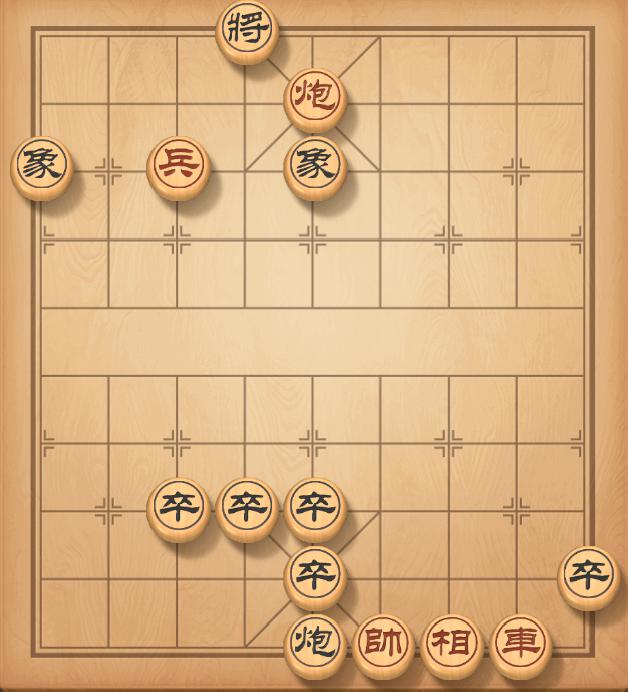 將
炮
象 兵 象
卒 卒 卒
卒 卒
炮 帥 相 車